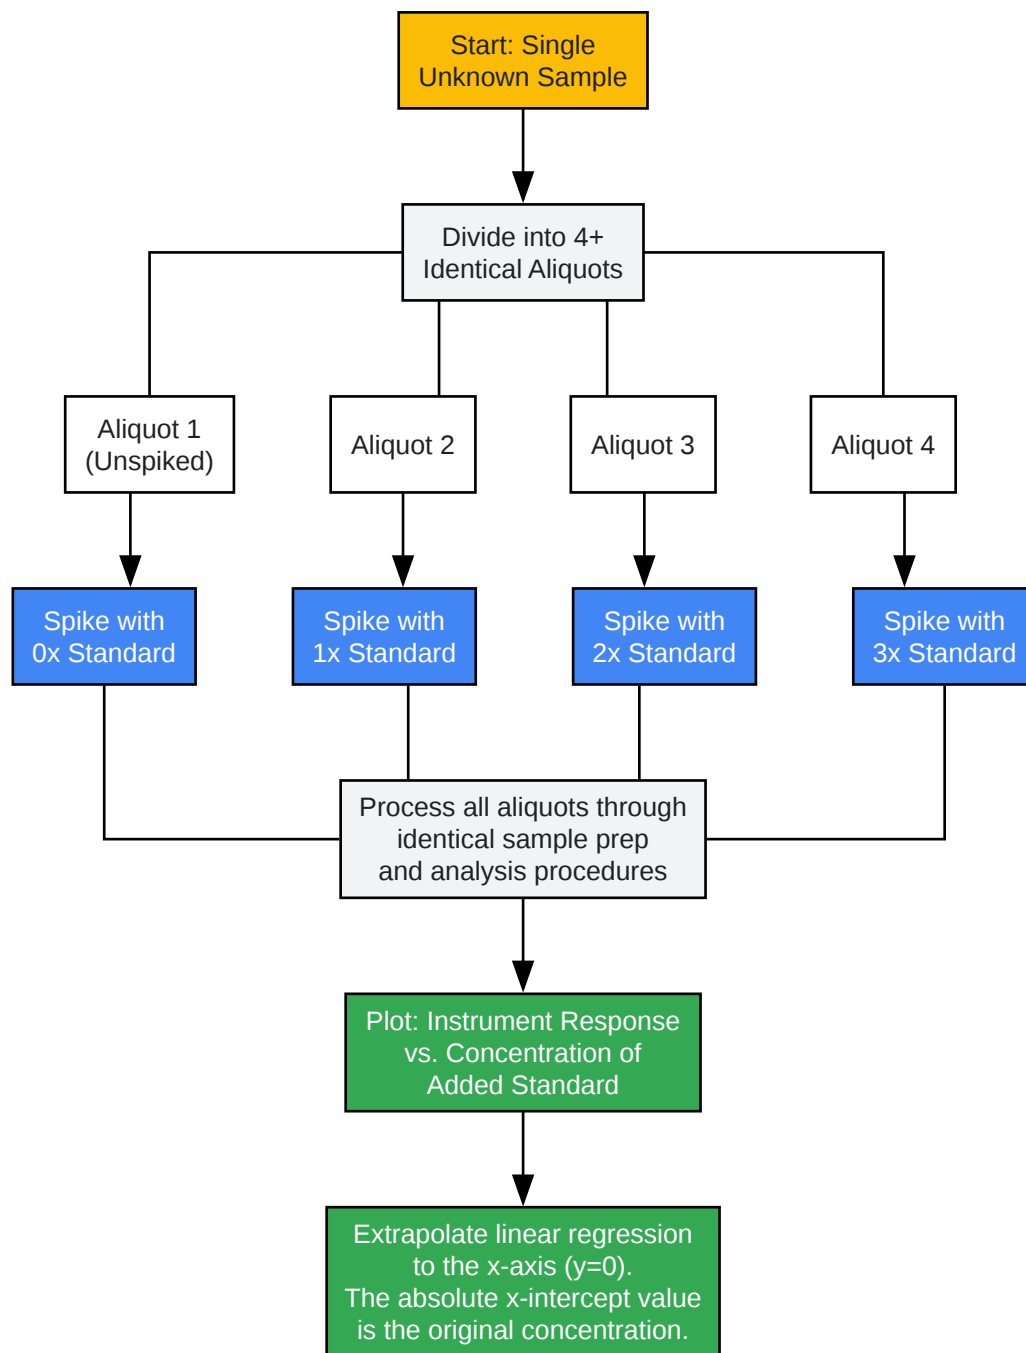 Start: Single
Unknown Sample
Divide into 4+
Identical Aliquots
Aliquot 1
(Unspiked)
Aliquot 2
Aliquot 3
Aliquot 4
Spike with
0x Standard
Spike with
1x Standard
Spike with
2x Standard
Spike with
3x Standard
Process all aliquots through
identical sample prep
and analysis procedures
Plot: Instrument Response
vs. Concentration of
Added Standard
Extrapolate linear regression
to the x-axis (y=0).
The absolute x-intercept value
is the original concentration.